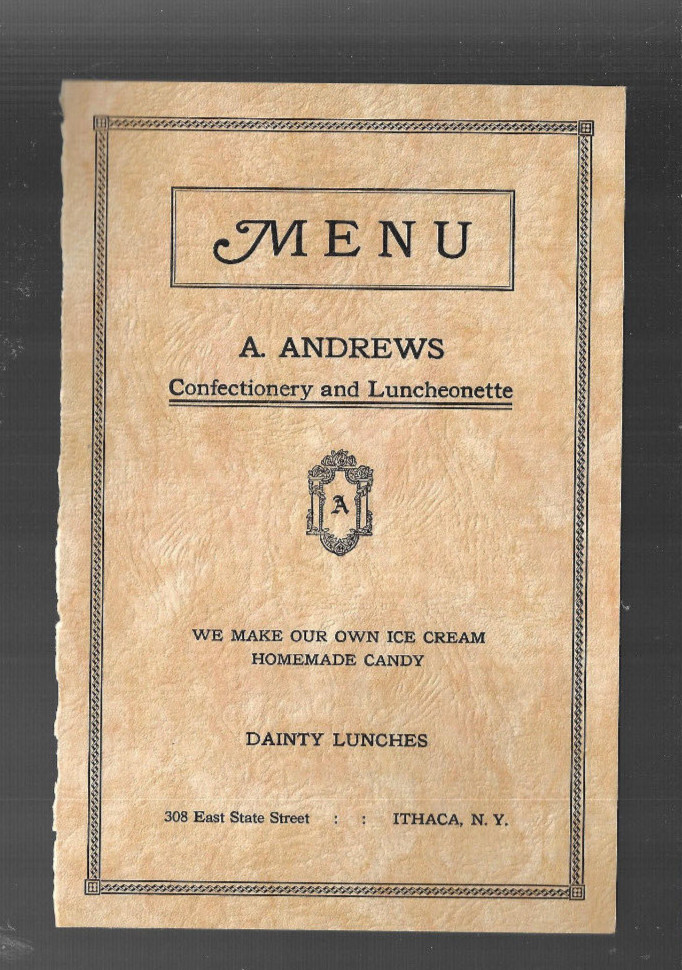 MENU
A. ANDREWS
Confectionery and Luncheonette
A
WE MAKE OUR OWN ICE CREAM
HOMEMADE CANDY
DAINTY LUNCHES
308 East State Street : : ITHACA, N. Y.